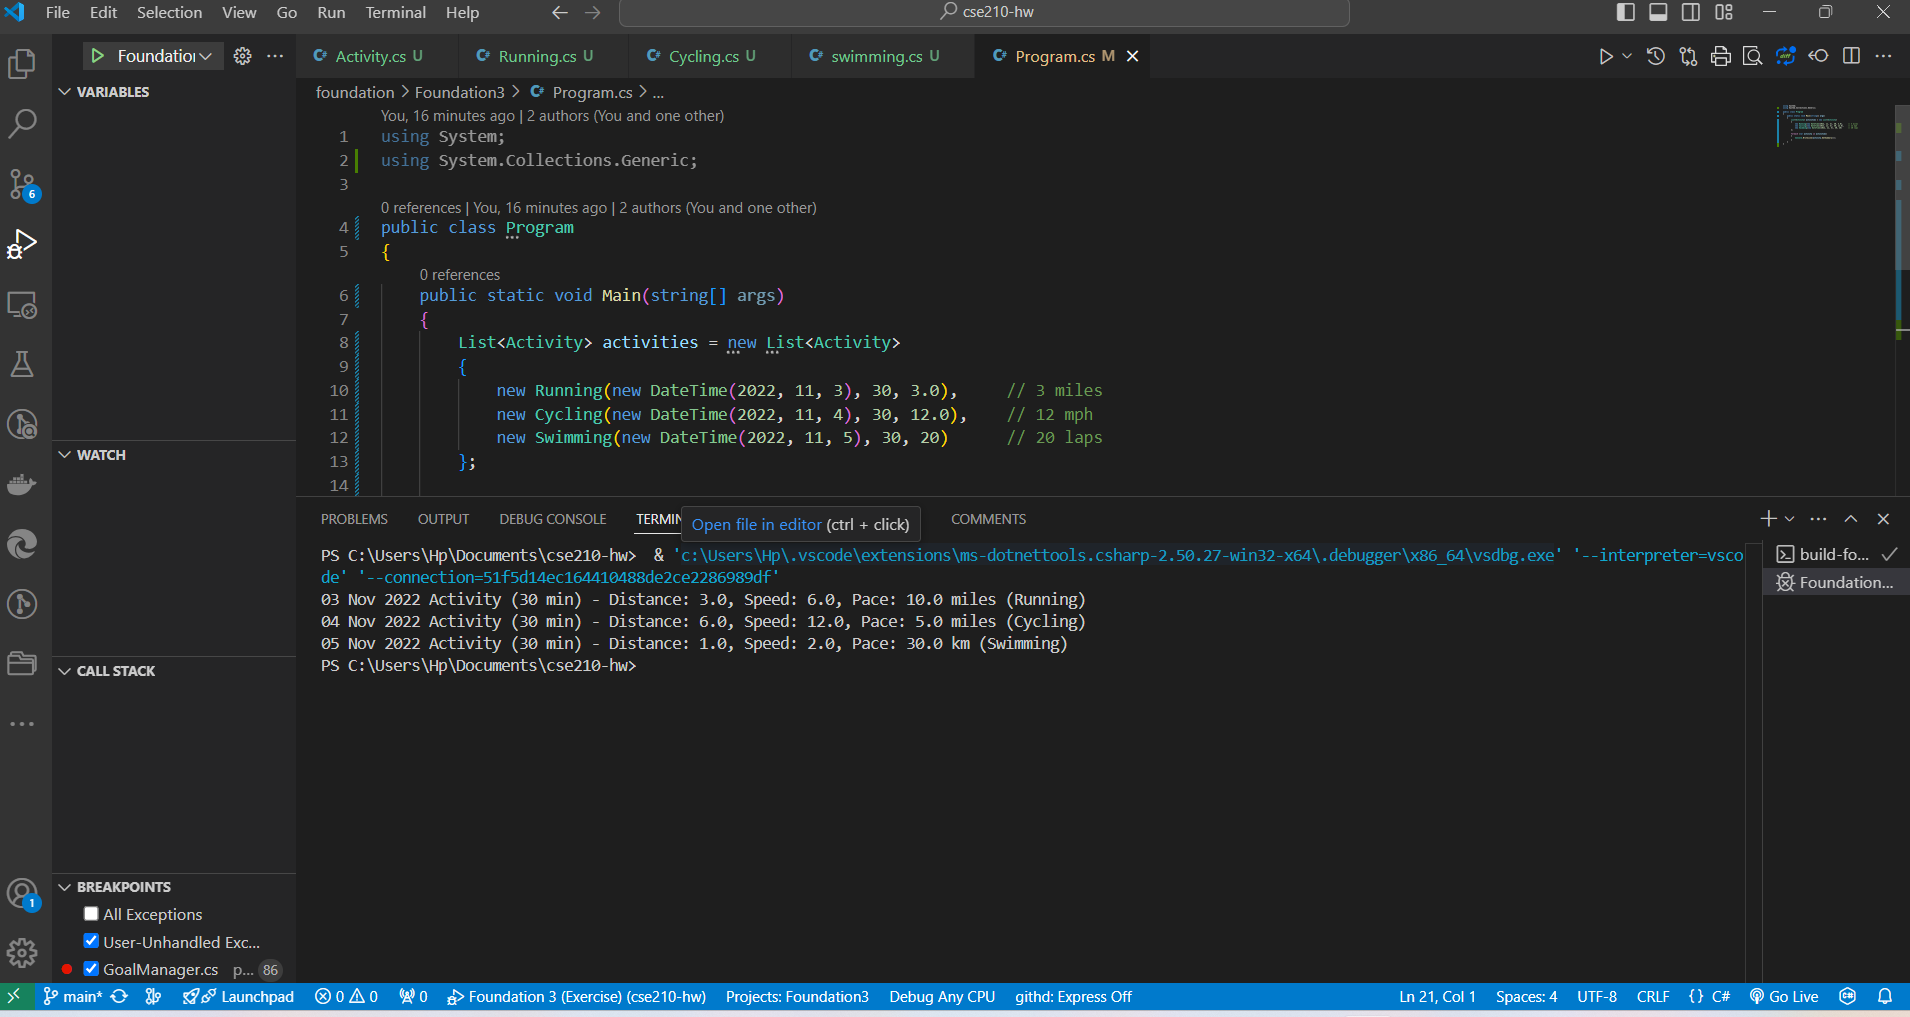 File Edit Selection View Go Run Terminal Help
cse210-hw
Foundation
Activity.cs U
Running.cs U
Cycling.cs U
swimming.cs U
Program.cs M
VARIABLES
foundation > Foundation3 > Program.cs > ...
You, 16 minutes ago | 2 authors (You and one other)
1 using System;
2 using System.Collections.Generic;
3
0 references | You, 16 minutes ago | 2 authors (You and one other)
4 public class Program
5 {
0 references
6 public static void Main(string[] args)
7 {
8 List<Activity> activities = new List<Activity>
9 {
10 new Running(new DateTime(2022, 11, 3), 30, 3.0), // 3 miles
11 new Cycling(new DateTime(2022, 11, 4), 30, 12.0), // 12 mph
12 new Swimming(new DateTime(2022, 11, 5), 30, 20) // 20 laps
13 };
14
6
WATCH
CALL STACK
BREAKPOINTS
All Exceptions
User-Unhandled Exc...
GoalManager.cs p... 86
1
PROBLEMS OUTPUT DEBUG CONSOLE TERMIN COMMENTS
Open file in editor (ctrl + click)
PS C:\Users\Hp\Documents\cse210-hw> & 'c:\Users\Hp\.vscode\extensions\ms-dotnettools.csharp-2.50.27-win32-x64\.debugger\x86_64\vsdbg.exe' '--interpreter=vsco
de' '--connection=51f5d14ec164410488de2ce2286989df'
03 Nov 2022 Activity (30 min) - Distance: 3.0, Speed: 6.0, Pace: 10.0 miles (Running)
04 Nov 2022 Activity (30 min) - Distance: 6.0, Speed: 12.0, Pace: 5.0 miles (Cycling)
05 Nov 2022 Activity (30 min) - Distance: 1.0, Speed: 2.0, Pace: 30.0 km (Swimming)
PS C:\Users\Hp\Documents\cse210-hw>
build-fo...
Foundation...
main* Launchpad 0 0 0 Foundation 3 (Exercise) (cse210-hw) Projects: Foundation3 Debug Any CPU githd: Express Off Ln 21, Col 1 Spaces: 4 UTF-8 CRLF {} C# Go Live